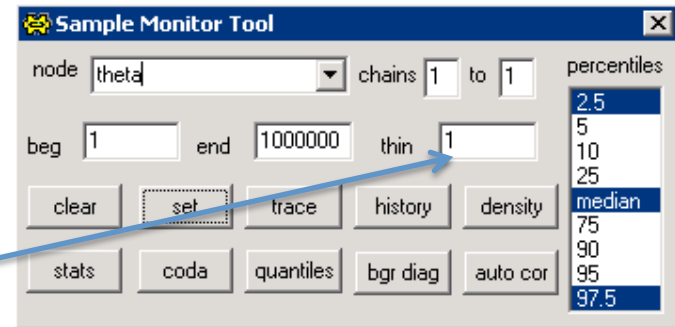 Sample Monitor Tool
node theta chains 1 to 1 percentiles
beg 1 end 1000000 thin 1
2.5
5
10
25
median
75
90
95
97.5
clear set trace history density
stats coda quantiles bgr diag auto cor